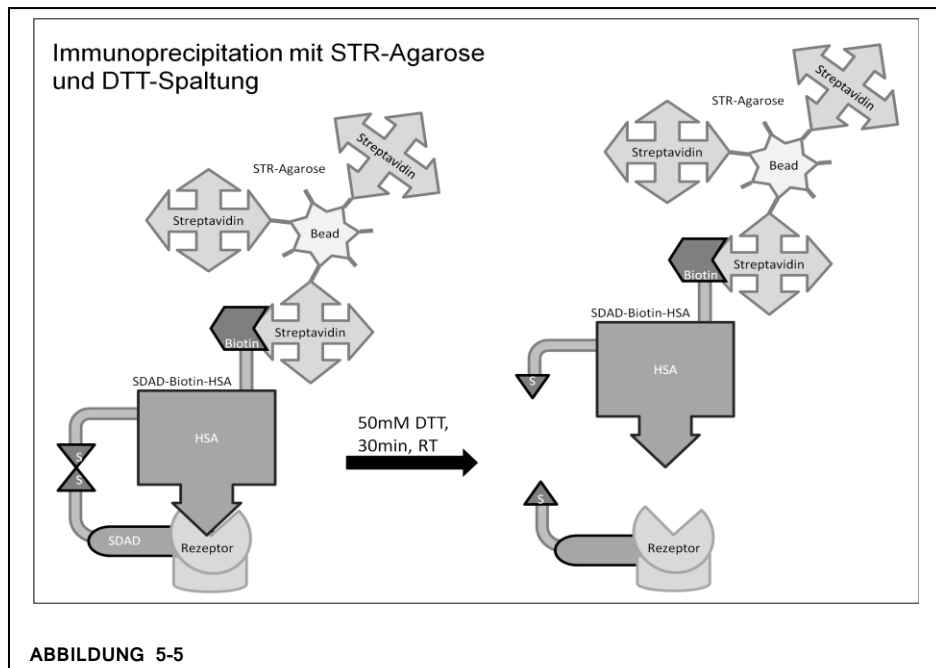 Immunoprecipitation mit STR-Agarose
und DTT-Spaltung
STR-Agarose
Streptavidin
Streptavidin
Bead
Biotin
Streptavidin
SDAD-Biotin-HSA
HSA
S
S
SDAD
Rezeptor
50mM DTT,
30min, RT
STR-Agarose
Streptavidin
Streptavidin
Bead
Biotin
Streptavidin
SDAD-Biotin-HSA
HSA
S
S
Rezeptor
ABBILDUNG 5-5